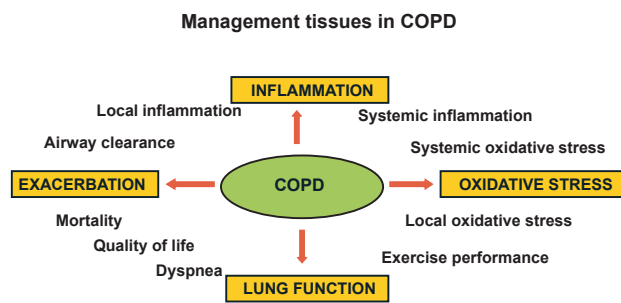 Management tissues in COPD
INFLAMMATION
Local inflammation
Systemic inflammation
Airway clearance
Systemic oxidative stress
EXACERBATION
COPD
OXIDATIVE STRESS
Mortality
Local oxidative stress
Quality of life
Exercise performance
Dyspnea
LUNG FUNCTION